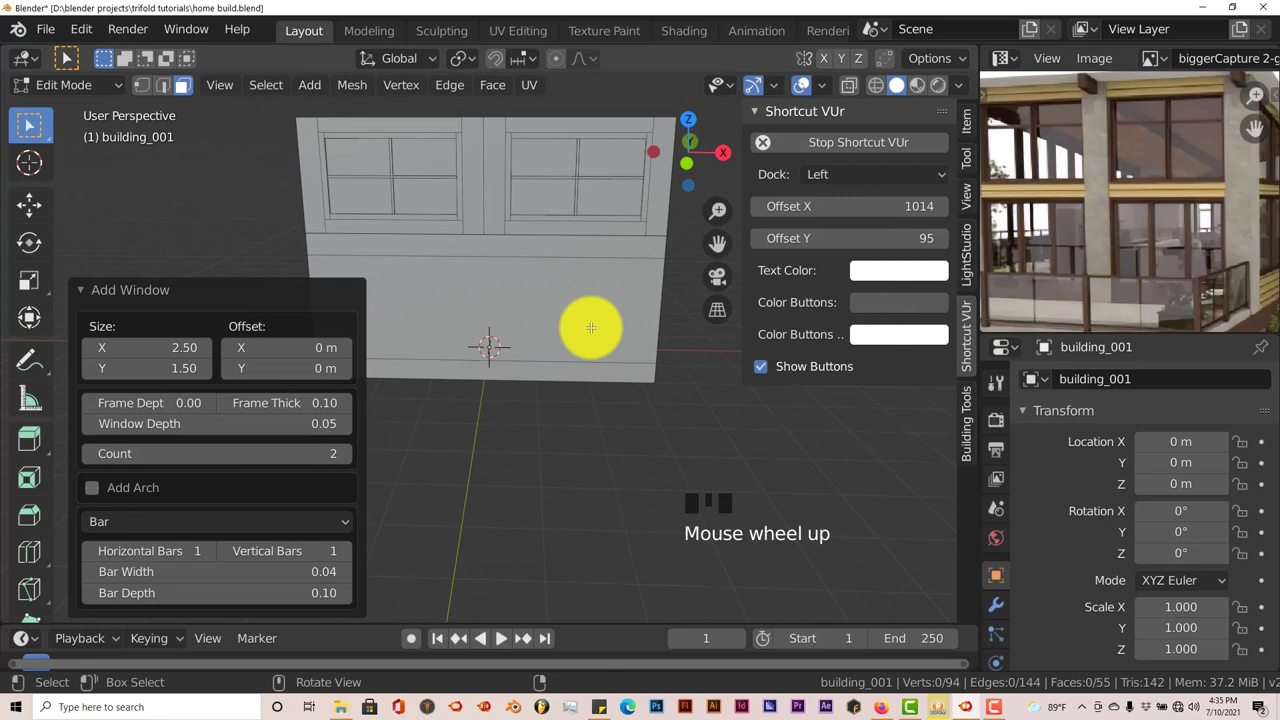 Blender* [D:\blender projects\trifold tutorials\home build.blend]
File Edit Render Window Help Layout Modeling Sculpting UV Editing Texture Paint Shading Animation Renderi Scene View Layer
Global X Y Z Options View Image biggerCapture 2-g
Edit Mode View Select Add Mesh Vertex Edge Face UV
User Perspective
(1) building_001
Shortcut VUr
Stop Shortcut VUr
Dock: Left
Offset X 1014
Offset Y 95
Text Color:
Color Buttons:
Color Buttons ..
Show Buttons
Z
X
Item
Tool
View
LightStudio
Shortcut VUr
Building Tools
Add Window
Size: Offset:
X 2.50 X 0 m
Y 1.50 Y 0 m
Frame Dept 0.00 Frame Thick 0.10
Window Depth 0.05
Count 2
Add Arch
Bar
Horizontal Bars 1 Vertical Bars 1
Bar Width 0.04
Bar Depth 0.10
Mouse wheel up
building_001
building_001
Transform
Location X 0 m
Y 0 m
Z 0 m
Rotation X 0°
Y 0°
Z 0°
Mode XYZ Euler
Scale X 1.000
Y 1.000
Z 1.000
Playback Keying View Marker 1 Start 1 End 250
Select Box Select Rotate View building_001 | Verts:0/94 | Edges:0/144 | Faces:0/55 | Tris:142 | Mem: 37.2 MiB | v2
Type here to search 89°F 4:35 PM
7/10/2021